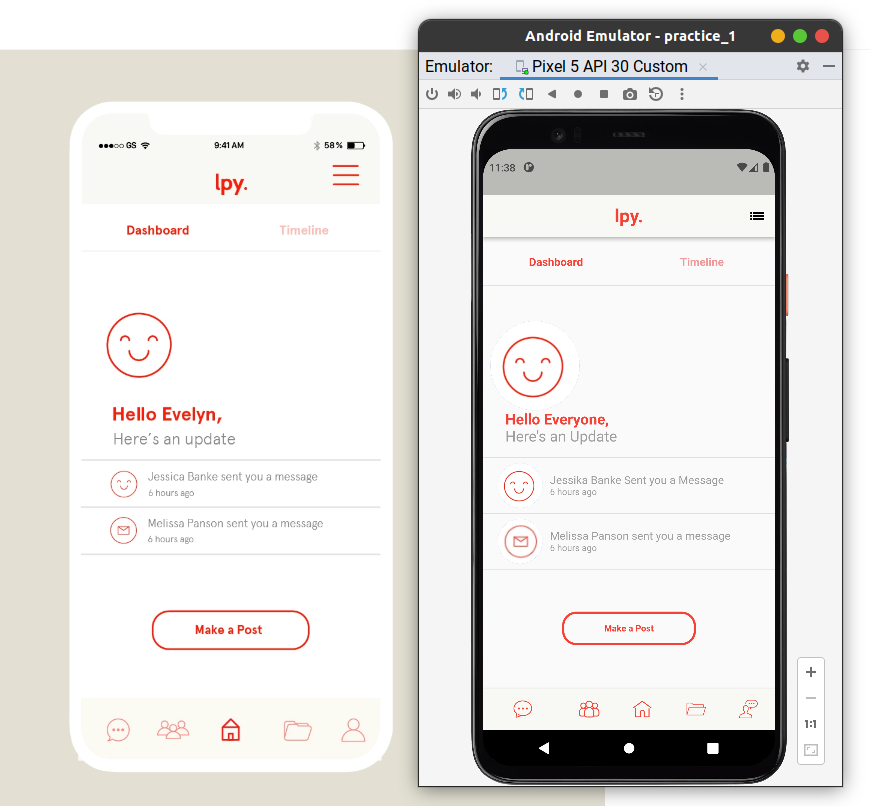 ●●●○○ GS 9:41 AM 58%
lpy.
Dashboard Timeline
Hello Evelyn,
Here's an update
Jessica Banke sent you a message
6 hours ago
Melissa Panson sent you a message
6 hours ago
Make a Post
Android Emulator - practice_1
Emulator: Pixel 5 API 30 Custom
11:38
lpy.
Dashboard Timeline
Hello Everyone,
Here's an Update
Jessika Banke Sent You a Message
5 hours ago
Melissa Panson sent you a message
5 hours ago
Make a Post
1:1